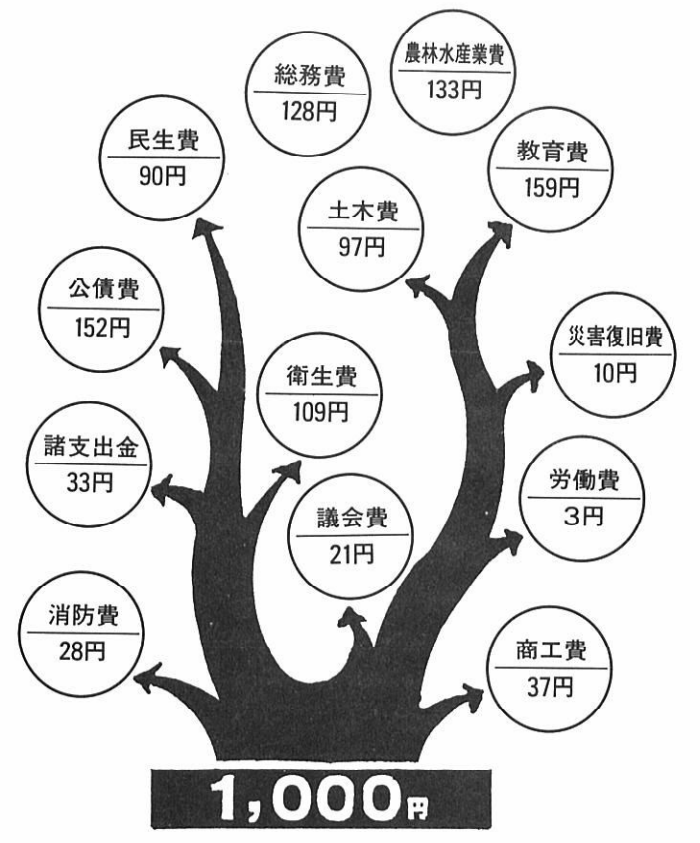 農林水産業費
133円
総務費
128円
民生費
90円
教育費
159円
土木費
97円
公債費
152円
災害復旧費
10円
衛生費
109円
諸支出金
33円
労働費
3円
議会費
21円
消防費
28円
商工費
37円
1,000円